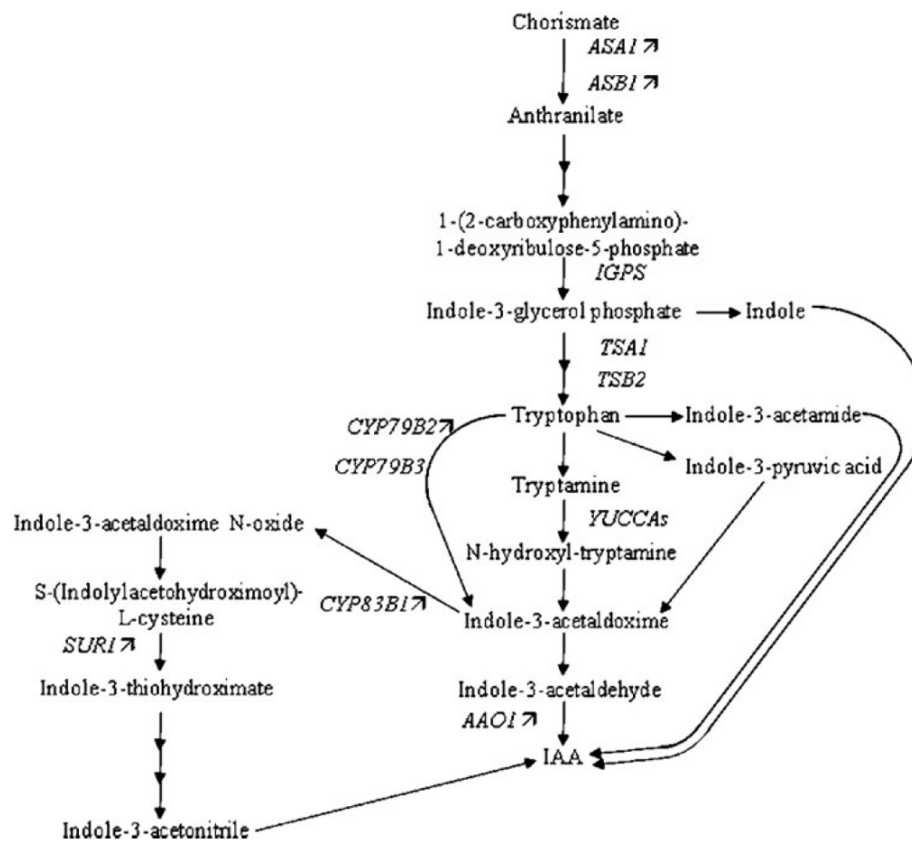 Chorismate
ASA1↗
ASB1↗
Anthranilate
1-(2-carboxyphenylamino)-
1-deoxyribulose-5-phosphate
IGPS
Indole-3-glycerol phosphate
Indole
TSA1
TSB2
CYP79B2↗
Tryptophan
Indole-3-acetamide
CYP79B3
Indole-3-pyruvic acid
Tryptamine
YUCCAs
Indole-3-acetaldoxime N-oxide
N-hydroxyl-tryptamine
S-(Indolylacetohydroximoyl)-
L-cysteine
CYP83B1↗
Indole-3-acetaldoxime
SUR1↗
Indole-3-thiohydroximate
Indole-3-acetaldehyde
AAO1↗
IAA
Indole-3-acetonitrile